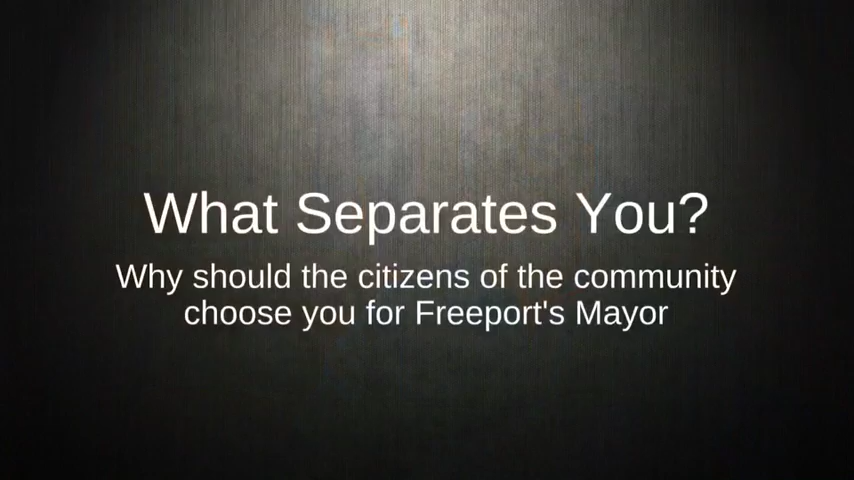 What Separates You?
Why should the citizens of the community
choose you for Freeport's Mayor